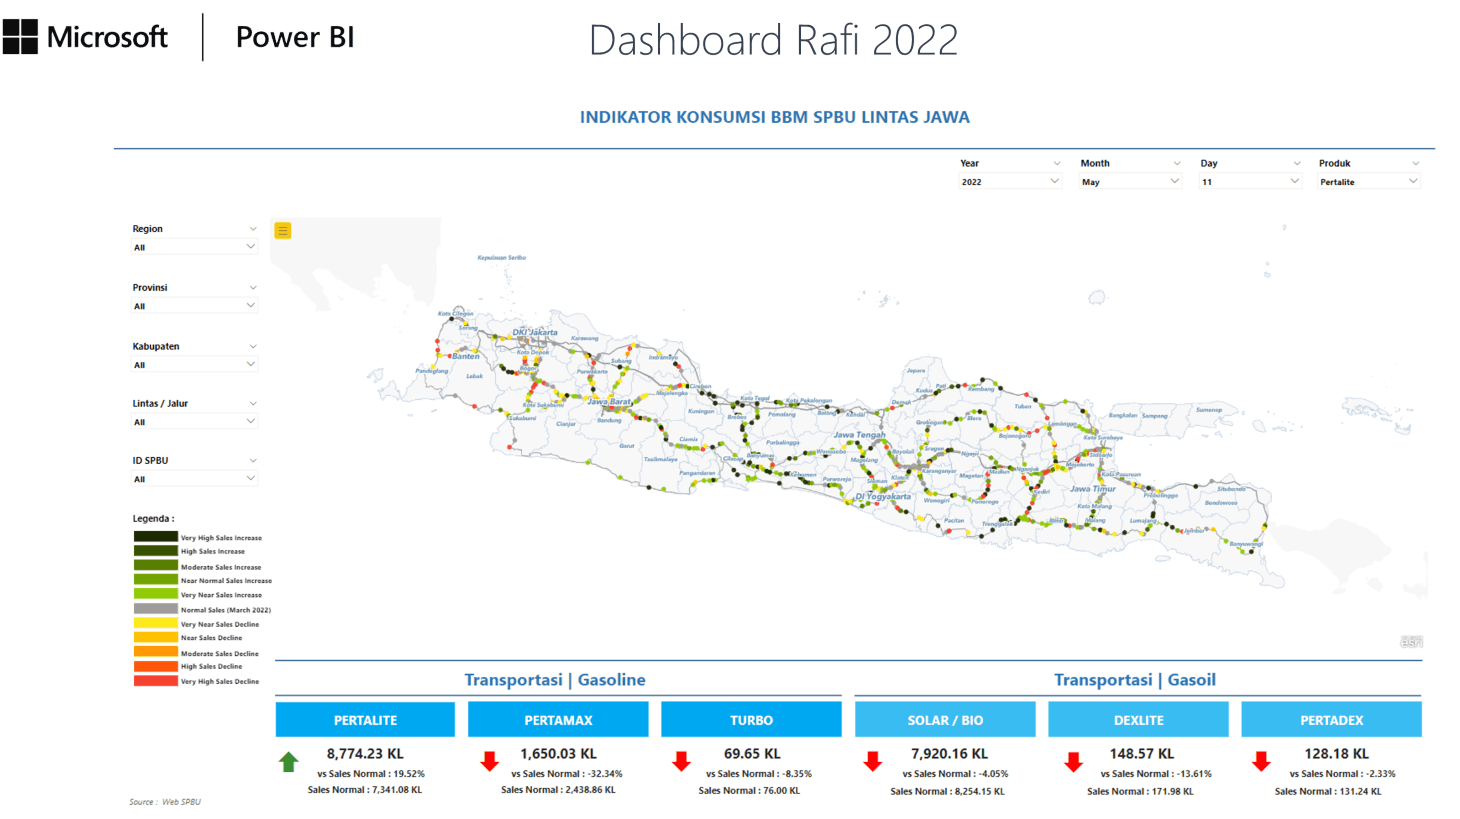 Microsoft | Power BI
Dashboard Rafi 2022
INDIKATOR KONSUMSI BBM SPBU LINTAS JAWA
Year
2022
Month
May
Day
11
Produk
Pertalite
Region
All
Provinsi
All
Kabupaten
All
Lintas / Jalur
All
ID SPBU
All
Legenda :
Very High Sales Increase
High Sales Increase
Moderate Sales Increase
Near Normal Sales Increase
Very Near Sales Increase
Normal Sales (March 2022)
Very Near Sales Decline
Near Sales Decline
Moderate Sales Decline
High Sales Decline
Very High Sales Decline
Kepulauan Seribu
Kota Cilegon
Serang
DKI Jakarta
Karawang
Kota Depok
Banten
Subang
Indramayu
Pandeglang
Lebak
Bogor
Purwakarta
Cirebon
Majalengka
Kota Sukabumi
Jawa Barat
Sukabumi
Cianjur
Bandung
Kuningan
Garut
Ciamis
Tasikmalaya
Pangandaran
Cilacap
Brebes
Kota Tegal
Pemalang
Kota Pekalongan
Batang
Kendal
Demak
Jepara
Kudus
Pati
Rembang
Tuban
Purbalingga
Banyumas
Wonosobo
Kebumen
Purworejo
Jawa Tengah
Magelang
Boyolali
Sleman
Klaten
DI Yogyakarta
Grobogan
Blora
Sragen
Karanganyar
Wonogiri
Ngawi
Magetan
Madiun
Ponorogo
Pacitan
Trenggalek
Bojonegoro
Lamongan
Nganjuk
Kediri
Blitar
Malang
Kota Malang
Jawa Timur
Mojokerto
Sidoarjo
Kota Surabaya
Bangkalan
Sampang
Sumenep
Kota Pasuruan
Probolinggo
Lumajang
Jember
Situbondo
Bondowoso
Banyuwangi
esri
Transportasi | Gasoline
Transportasi | Gasoil
PERTALITE
8,774.23 KL
vs Sales Normal : 19.52%
Sales Normal : 7,341.08 KL
PERTAMAX
1,650.03 KL
vs Sales Normal : -32.34%
Sales Normal : 2,438.86 KL
TURBO
69.65 KL
vs Sales Normal : -8.35%
Sales Normal : 76.00 KL
SOLAR / BIO
7,920.16 KL
vs Sales Normal : -4.05%
Sales Normal : 8,254.15 KL
DEXLITE
148.57 KL
vs Sales Normal : -13.61%
Sales Normal : 171.98 KL
PERTADEX
128.18 KL
vs Sales Normal : -2.33%
Sales Normal : 131.24 KL
Source : Web SPBU